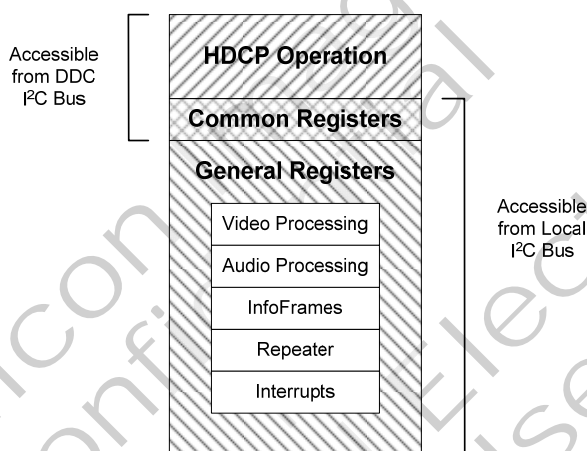 Accessible
from DDC
I²C Bus
HDCP Operation
Common Registers
General Registers
Video Processing
Audio Processing
InfoFrames
Repeater
Interrupts
Accessible
from Local
I²C Bus